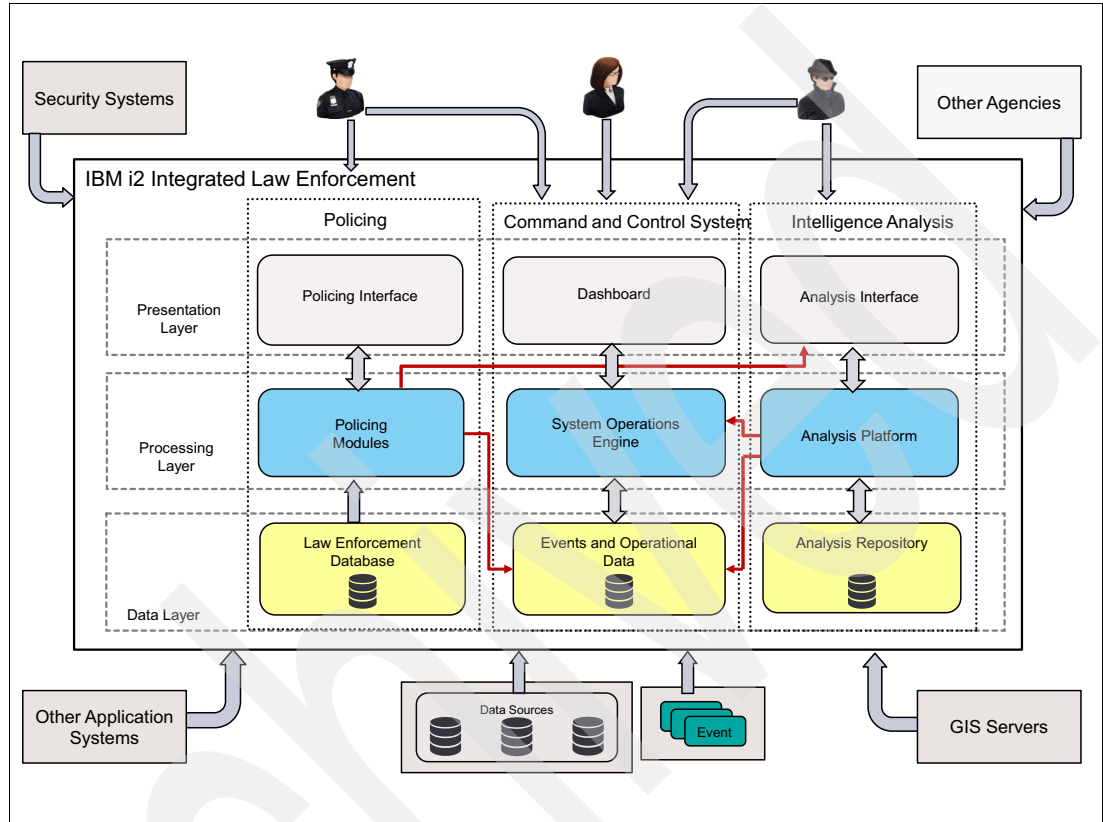 Security Systems
Other Agencies
IBM i2 Integrated Law Enforcement
Policing
Command and Control System
Intelligence Analysis
Presentation
Layer
Policing Interface
Dashboard
Analysis Interface
Processing
Layer
Policing
Modules
System Operations
Engine
Analysis Platform
Data Layer
Law Enforcement
Database
Events and Operational
Data
Analysis Repository
Other Application
Systems
Data Sources
Event
GIS Servers